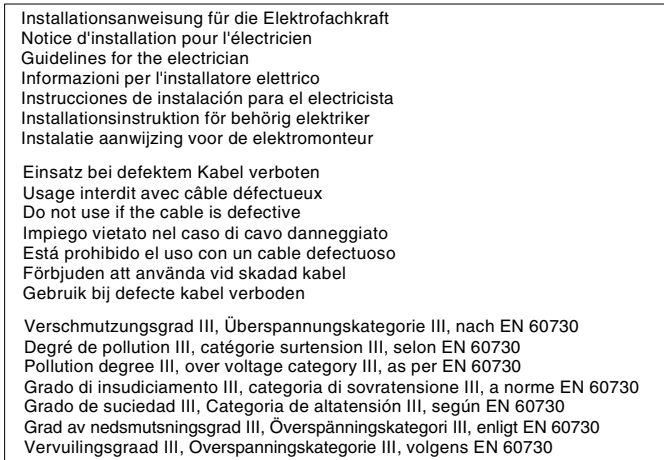 Installationsanweisung für die Elektrofachkraft
Notice d'installation pour l'électricien
Guidelines for the electrician
Informazioni per l'installatore elettrico
Instrucciones de instalación para el electricista
Installationsinstruktion för behörig elektriker
Instalatie aanwijzing voor de elektromonteur
Einsatz bei defektem Kabel verboten
Usage interdit avec câble défectueux
Do not use if the cable is defective
Impiego vietato nel caso di cavo danneggiato
Está prohibido el uso con un cable defectuoso
Förbjuden att använda vid skadad kabel
Gebruik bij defecte kabel verboden
Verschmutzungsgrad III, Überspannungskategorie III, nach EN 60730
Degré de pollution III, catégorie surtension III, selon EN 60730
Pollution degree III, over voltage category III, as per EN 60730
Grado di insudiciamento III, categoria di sovratensione III, a norme EN 60730
Grado de suciedad III, Categoria de altatensión III, según EN 60730
Grad av nedsmutsningsgrad III, Överspänningskategori III, enligt EN 60730
Vervuilingsgraad III, Overspanningskategorie III, volgens EN 60730